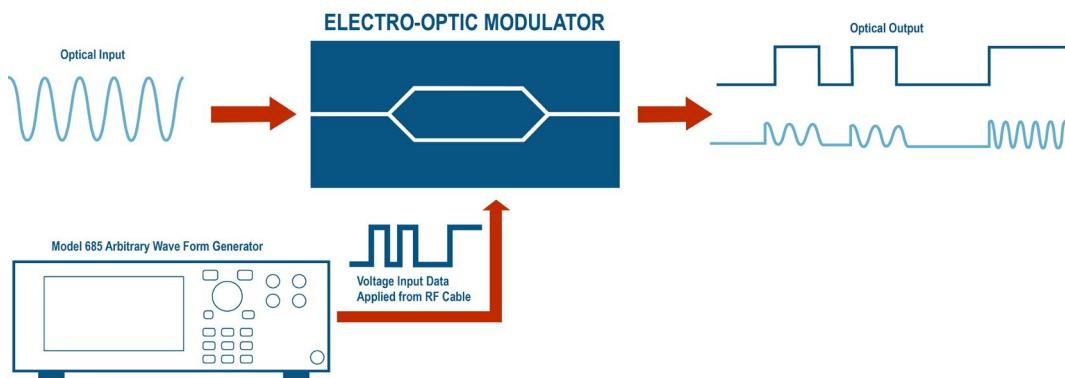 ELECTRO-OPTIC MODULATOR
Optical Input
Optical Output
Model 685 Arbitrary Wave Form Generator
Voltage Input Data
Applied from RF Cable